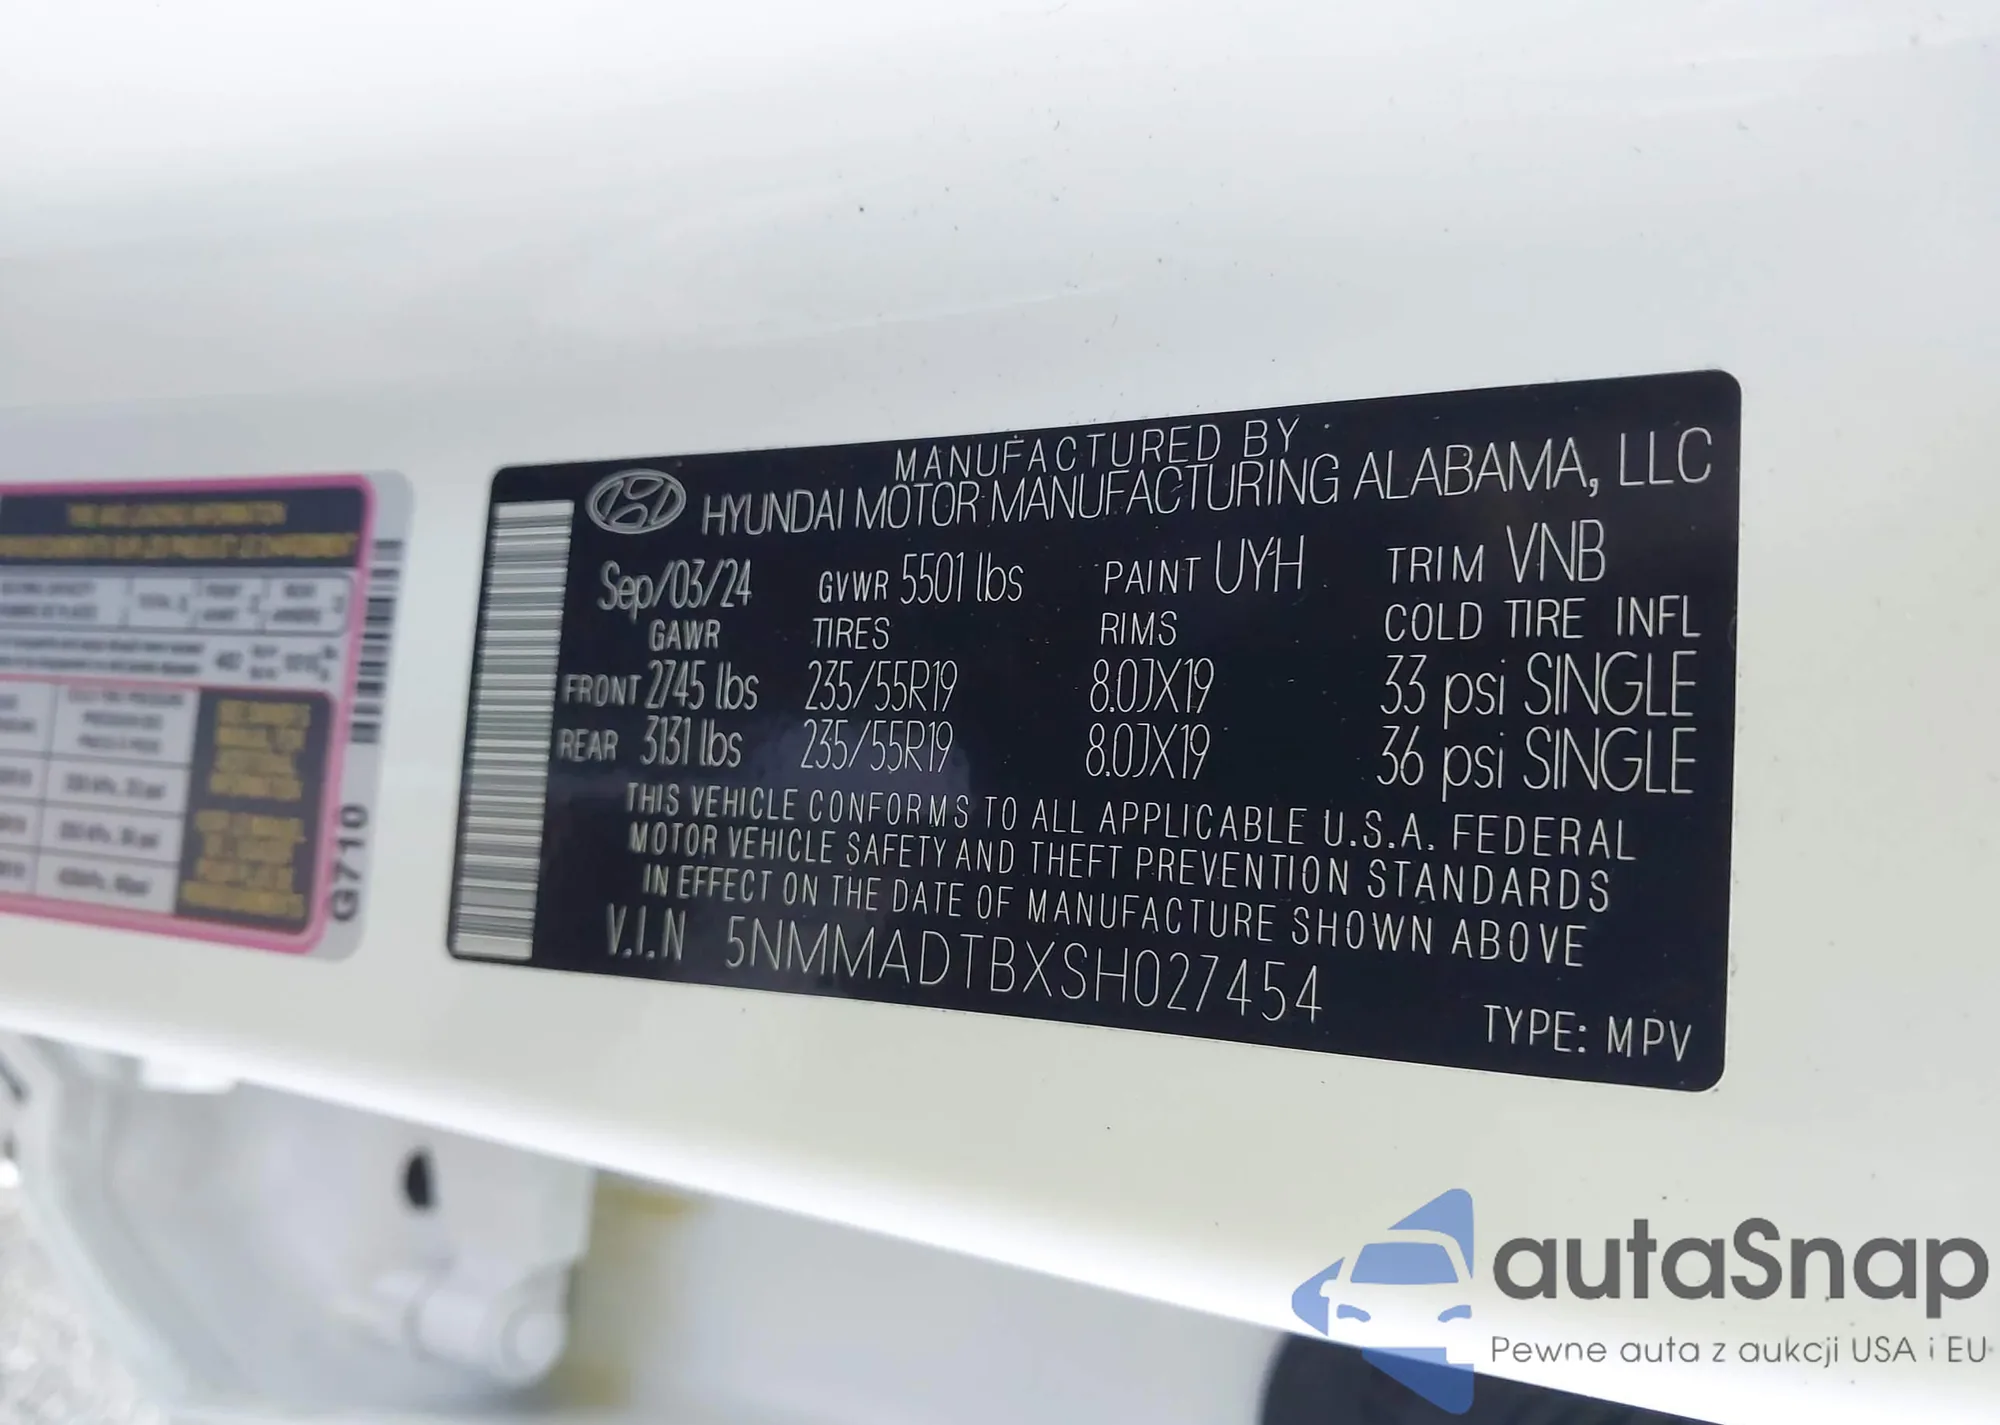 MANUFACTURED BY
HYUNDAI MOTOR MANUFACTURING ALABAMA, LLC
Sep/03/24 GVWR 5501 lbs PAINT UYH TRIM VNB
GAWR TIRES RIMS COLD TIRE INFL
FRONT 2745 lbs 235/55R19 8.0JX19 33 psi SINGLE
REAR 3131 lbs 235/55R19 8.0JX19 36 psi SINGLE
THIS VEHICLE CONFORMS TO ALL APPLICABLE U.S.A. FEDERAL
MOTOR VEHICLE SAFETY AND THEFT PREVENTION STANDARDS
IN EFFECT ON THE DATE OF MANUFACTURE SHOWN ABOVE
V.I.N 5NMMADTBXSH027454
TYPE: MPV
TIRE AND LOADING INFORMATION
G710
autaSnap
Pewne auta z aukcji USA i EU